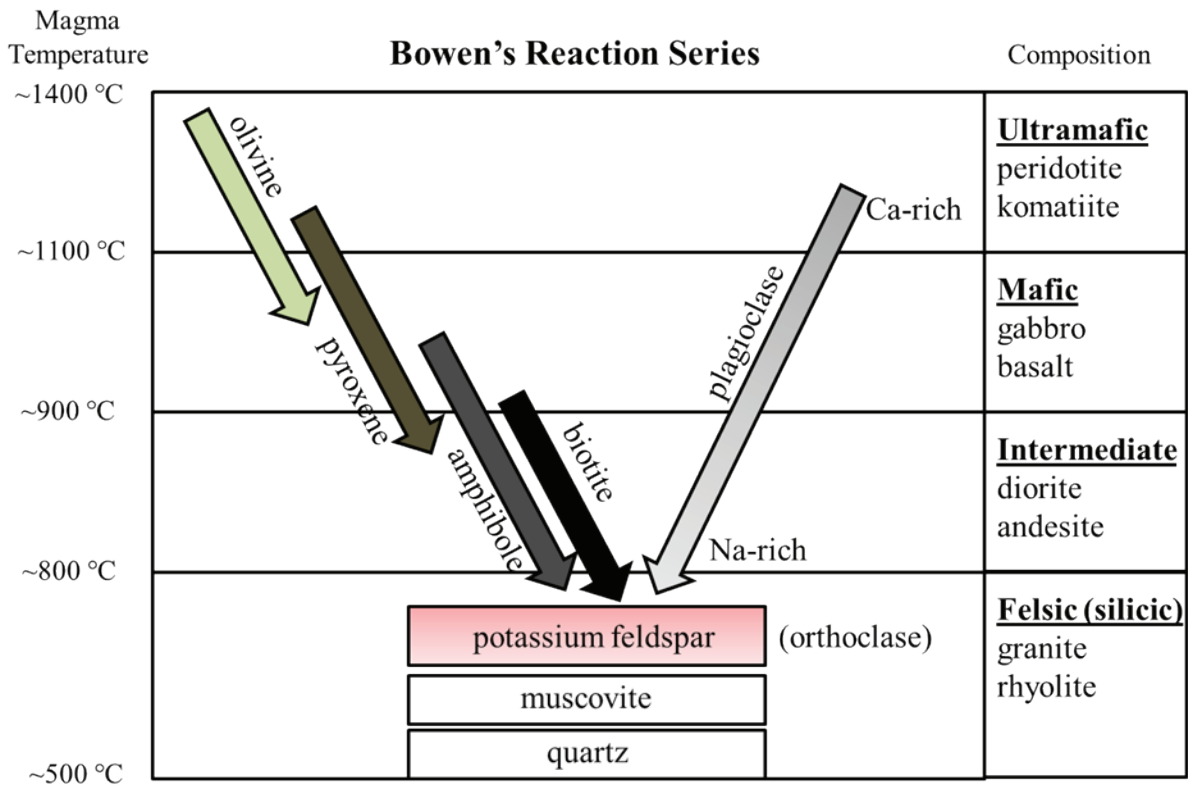 Magma
Temperature
Bowen’s Reaction Series
Composition
~1400 °C
olivine
Ultramafic
peridotite
komatiite
Ca-rich
~1100 °C
pyroxene
plagioclase
Mafic
gabbro
basalt
~900 °C
amphibole
biotite
Intermediate
diorite
andesite
Na-rich
~800 °C
Felsic (silicic)
granite
rhyolite
potassium feldspar (orthoclase)
muscovite
quartz
~500 °C